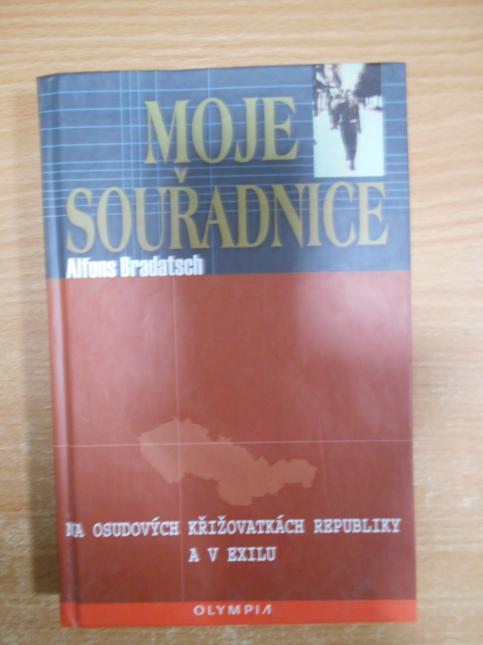 MOJE
SOUŘADNICE
Alfons Bradatsch
NA OSUDOVÝCH KŘIŽOVATKÁCH REPUBLIKY
A V EXILU
OLYMPIA